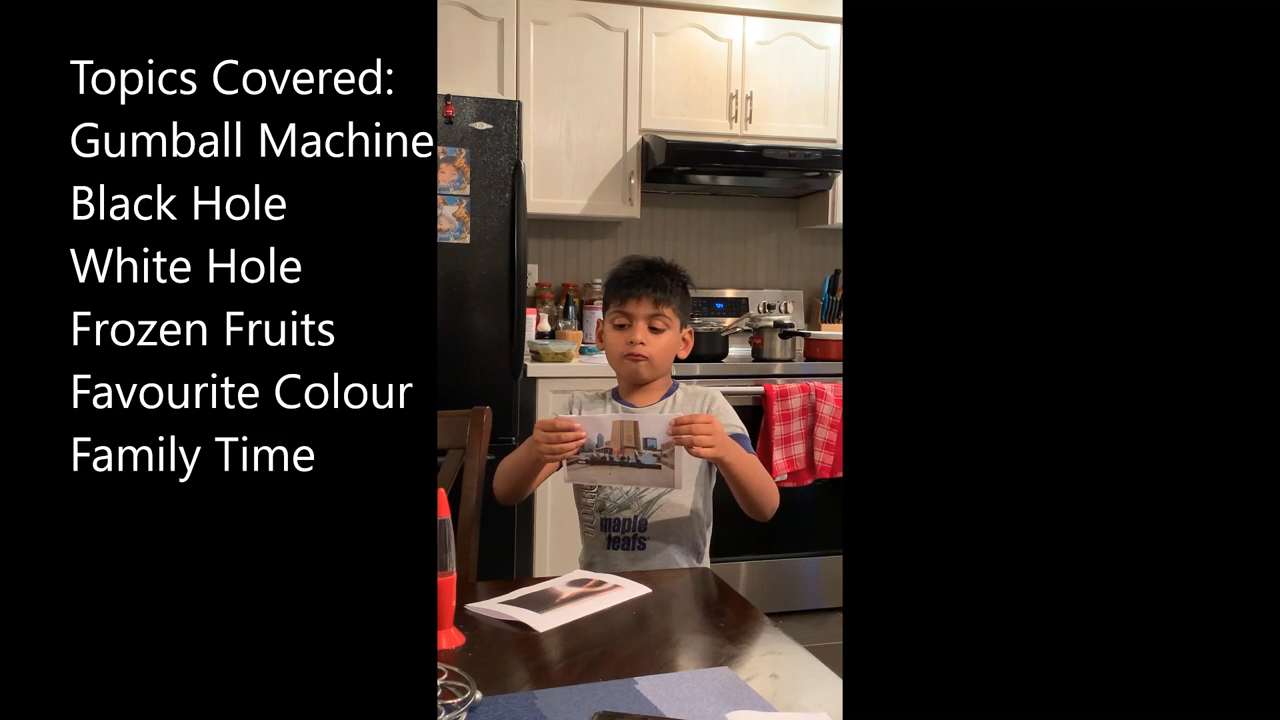 Topics Covered:
Gumball Machine
Black Hole
White Hole
Frozen Fruits
Favourite Colour
Family Time
maple
leafs